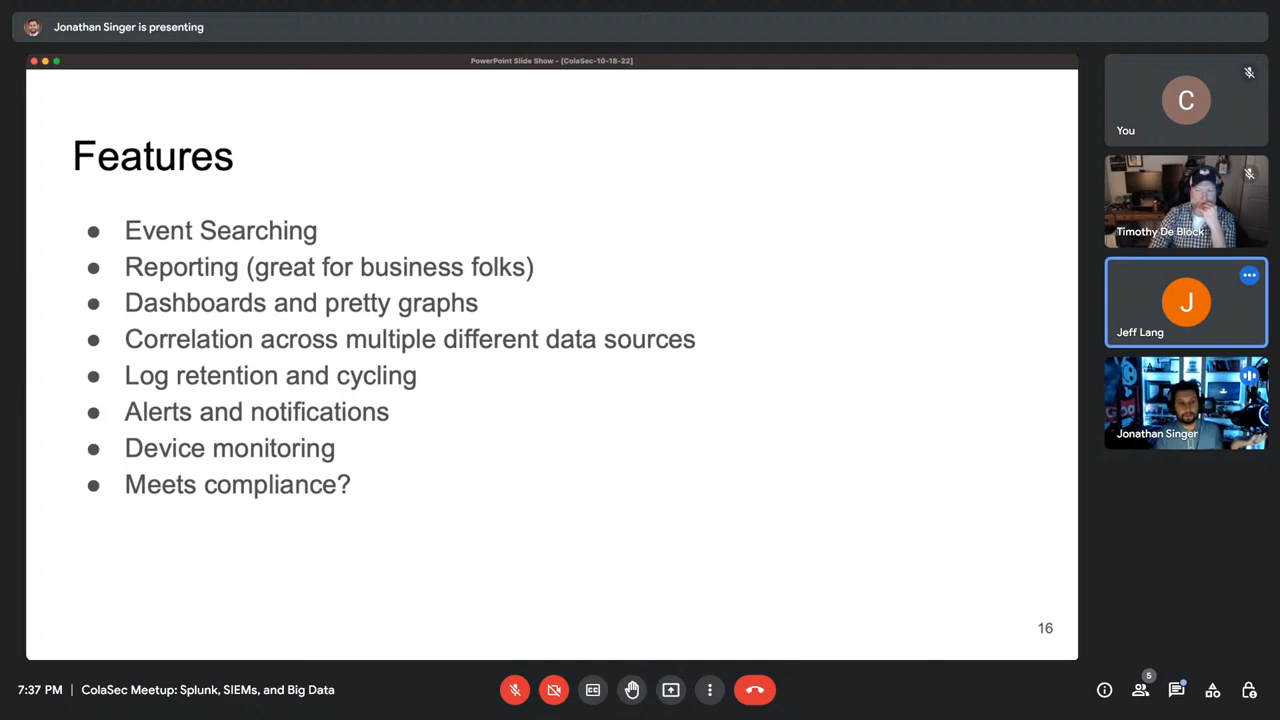 Jonathan Singer is presenting
PowerPoint Slide Show - [ColaSec-10-18-22]
Features
● Event Searching
● Reporting (great for business folks)
● Dashboards and pretty graphs
● Correlation across multiple different data sources
● Log retention and cycling
● Alerts and notifications
● Device monitoring
● Meets compliance?
16
C
You
Timothy De Block
J
Jeff Lang
Jonathan Singer
7:37 PM | ColaSec Meetup: Splunk, SIEMs, and Big Data
CC
5